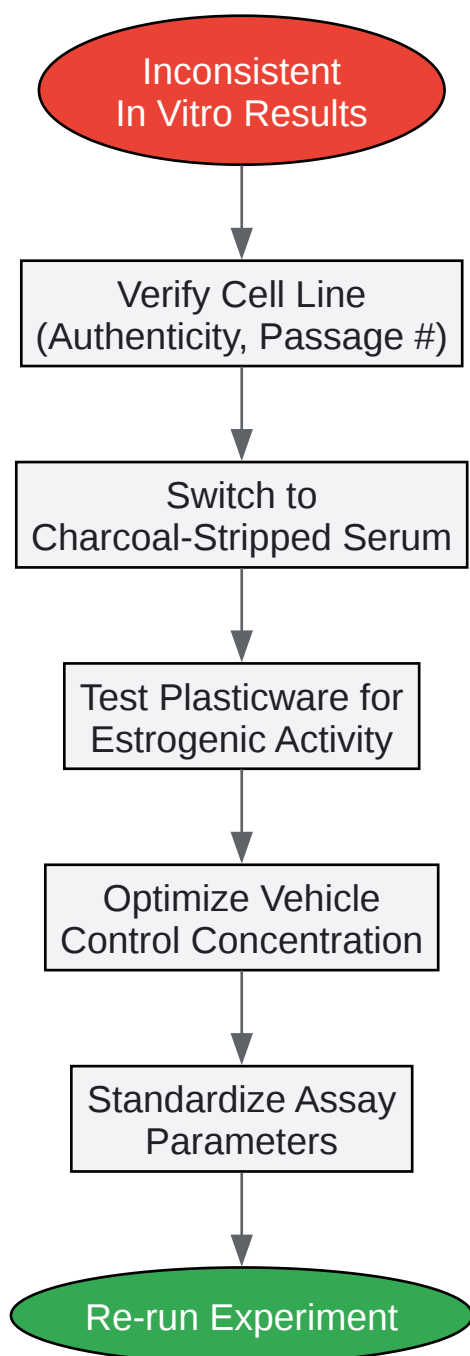 Inconsistent
In Vitro Results
Verify Cell Line
(Authenticity, Passage #)
Switch to
Charcoal-Stripped Serum
Test Plasticware for
Estrogenic Activity
Optimize Vehicle
Control Concentration
Standardize Assay
Parameters
Re-run Experiment